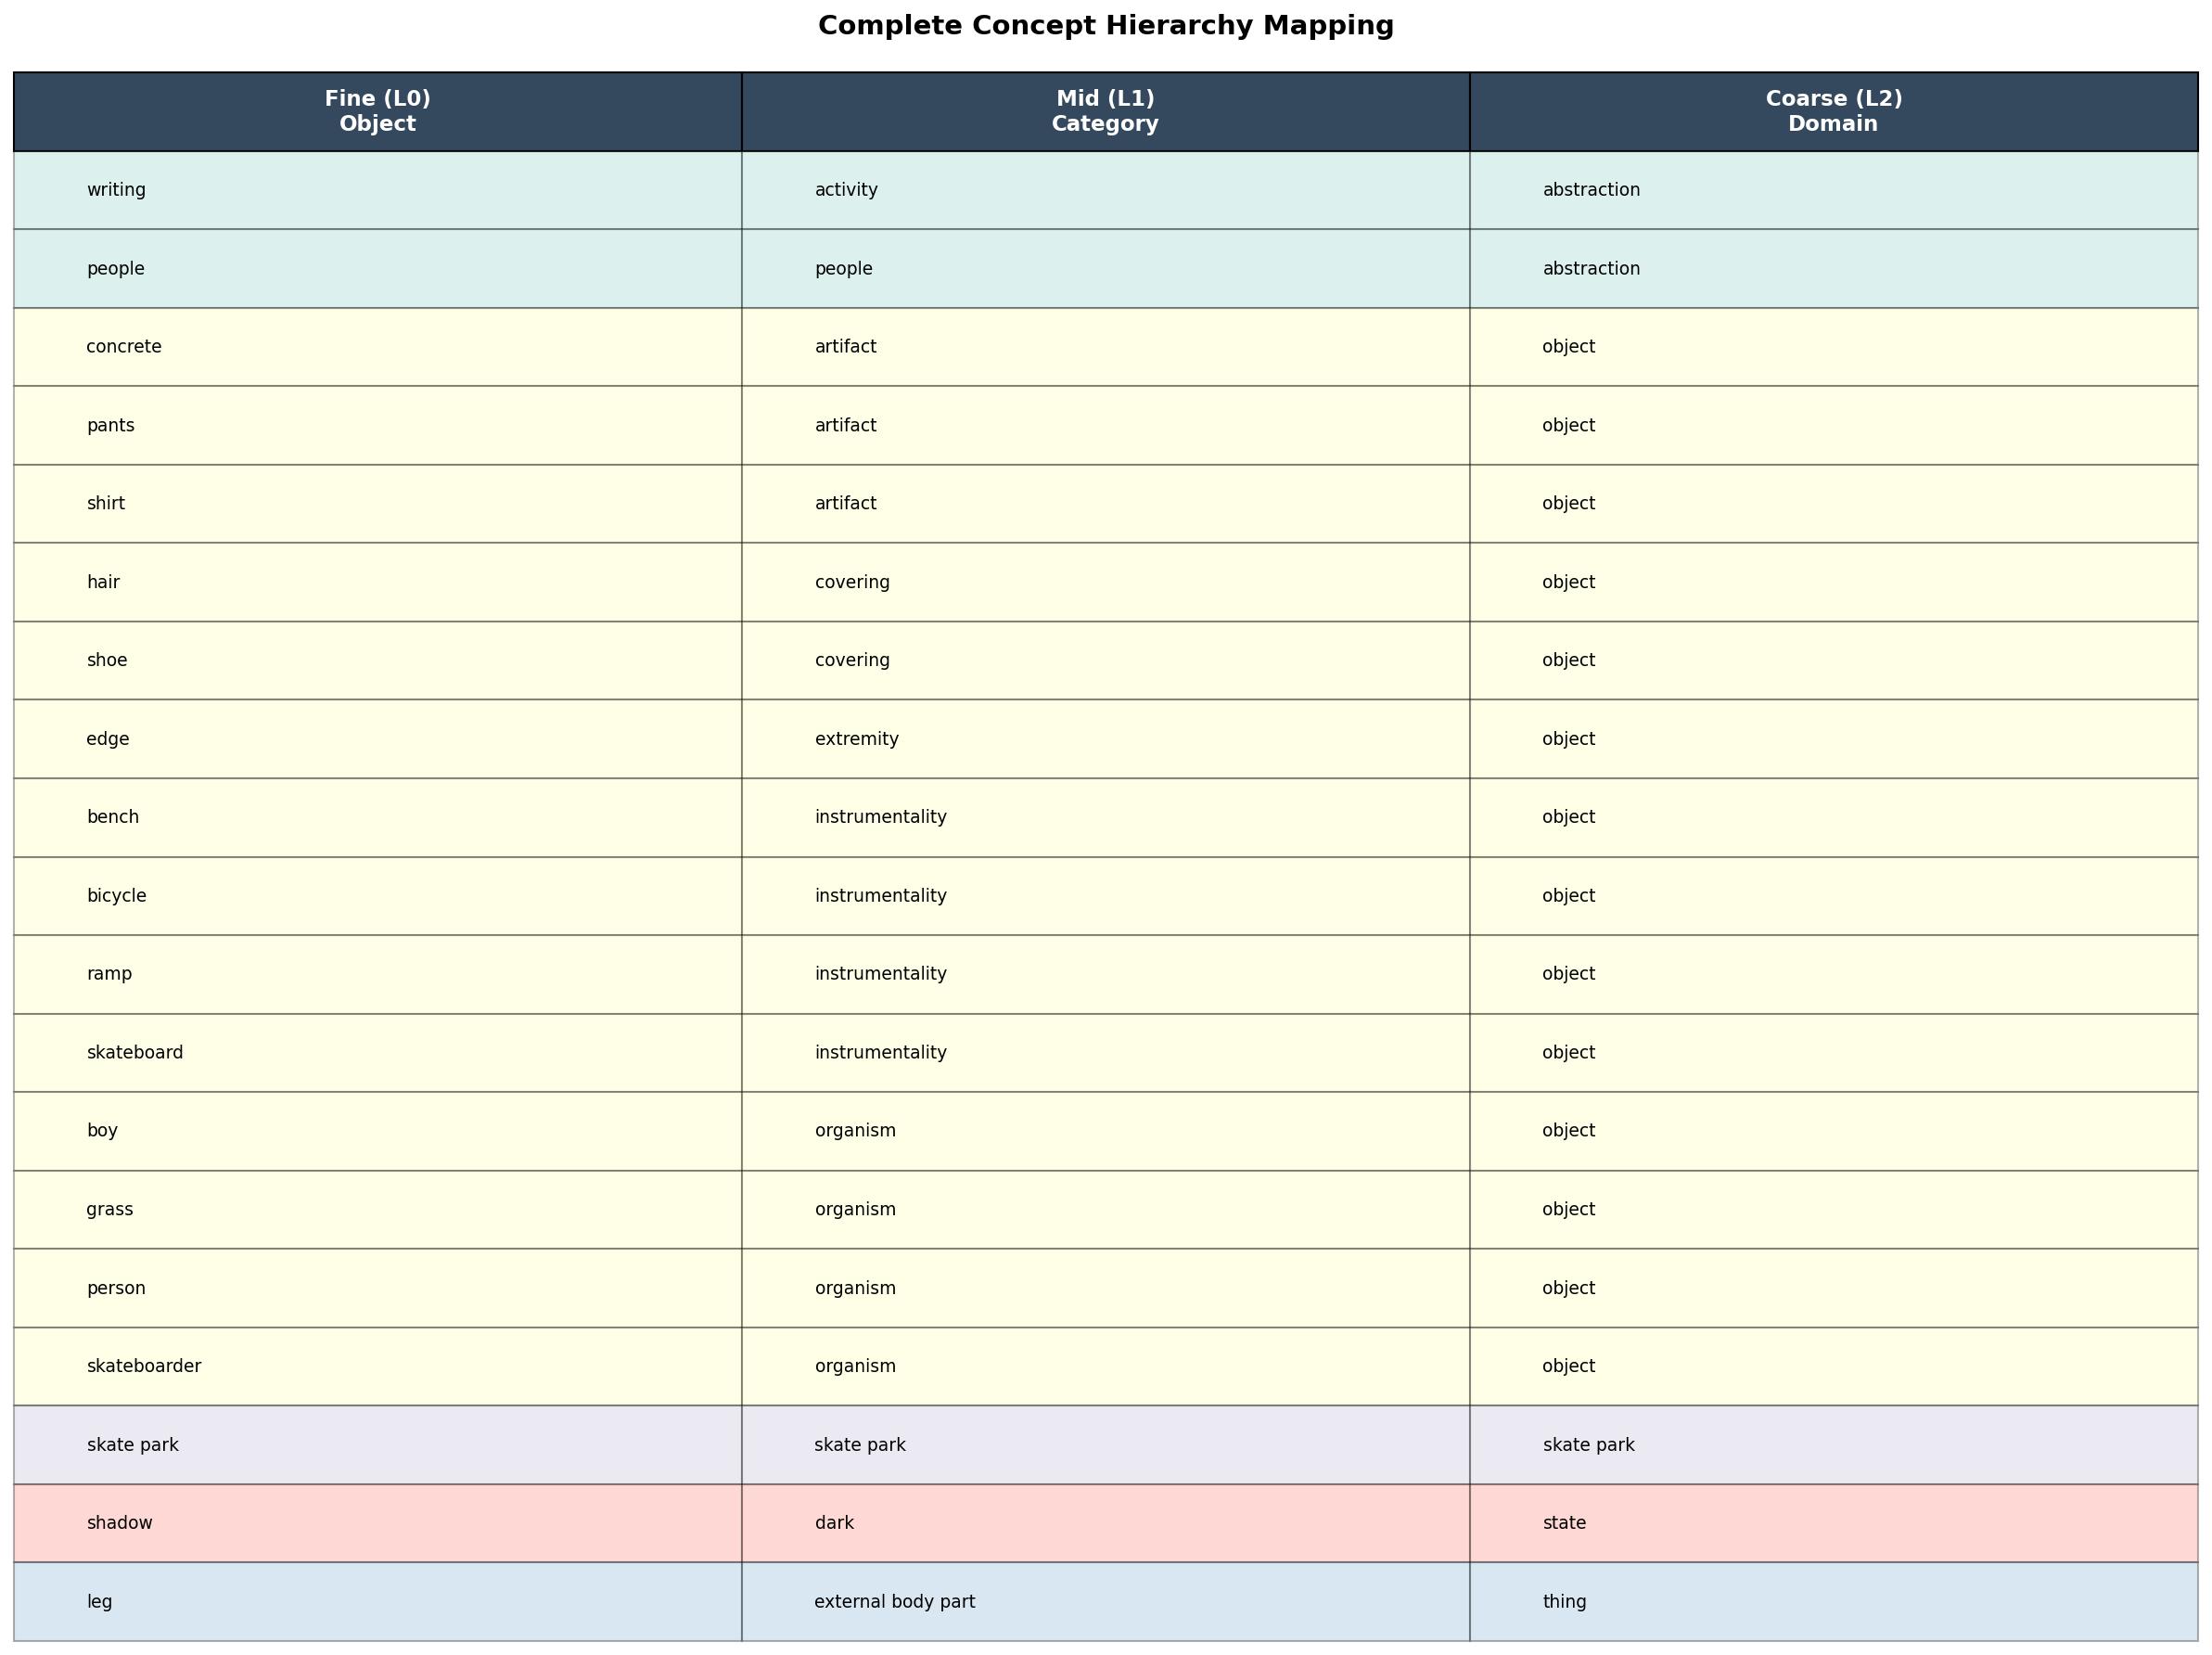 Complete Concept Hierarchy Mapping
Fine (L0) Mid (L1) Coarse (L2)
Object Category Domain
writing activity abstraction
people people abstraction
concrete artifact object
pants artifact object
shirt artifact object
hair covering object
shoe covering object
edge extremity object
bench instrumentality object
bicycle instrumentality object
ramp instrumentality object
skateboard instrumentality object
boy organism object
grass organism object
person organism object
skateboarder organism object
skate park skate park skate park
shadow dark state
leg external body part thing